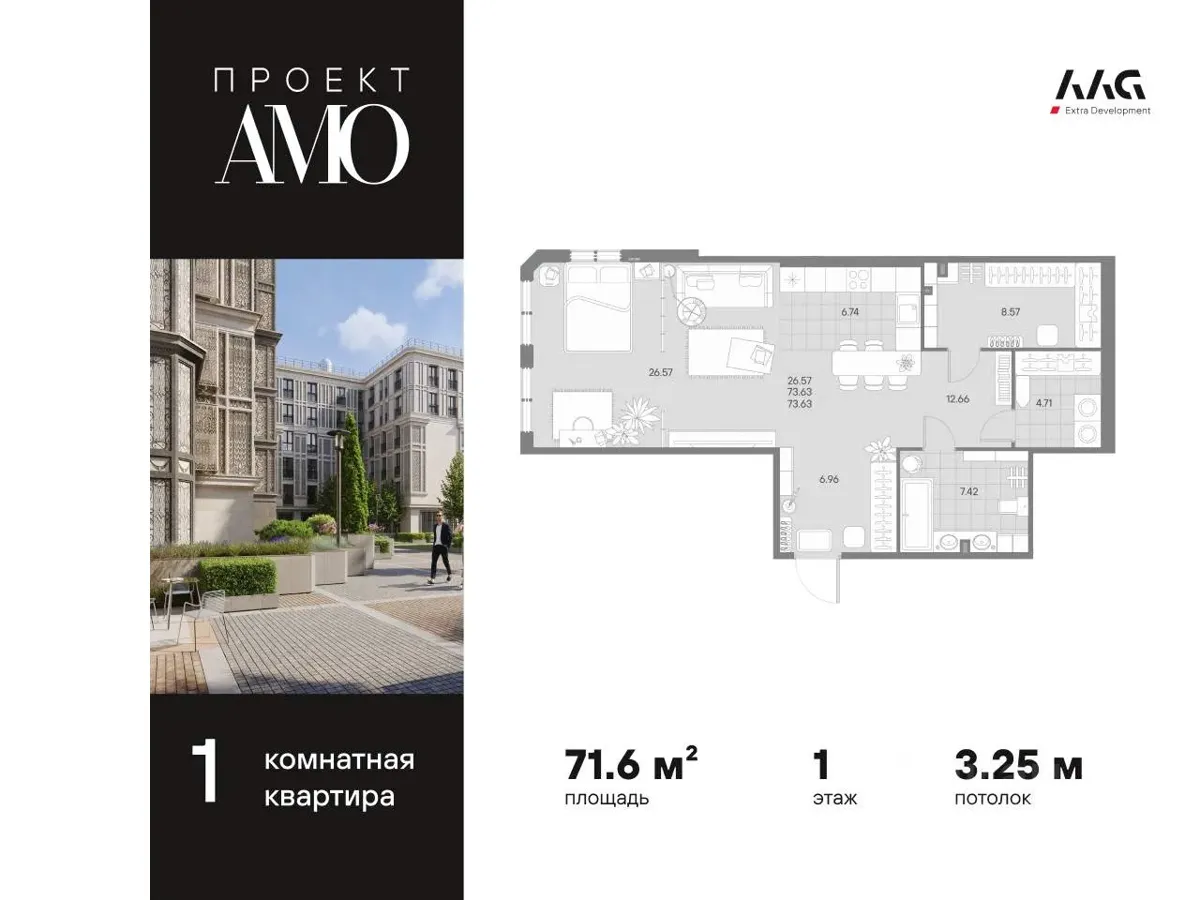 ПРОЕКТ
АМО
ААG
Extra Development
6.74
8.57
26.57
26.57
73.63
73.63
12.66
4.71
6.96
7.42
1
комнатная
квартира
71.6 м²
площадь
1
этаж
3.25 м
потолок